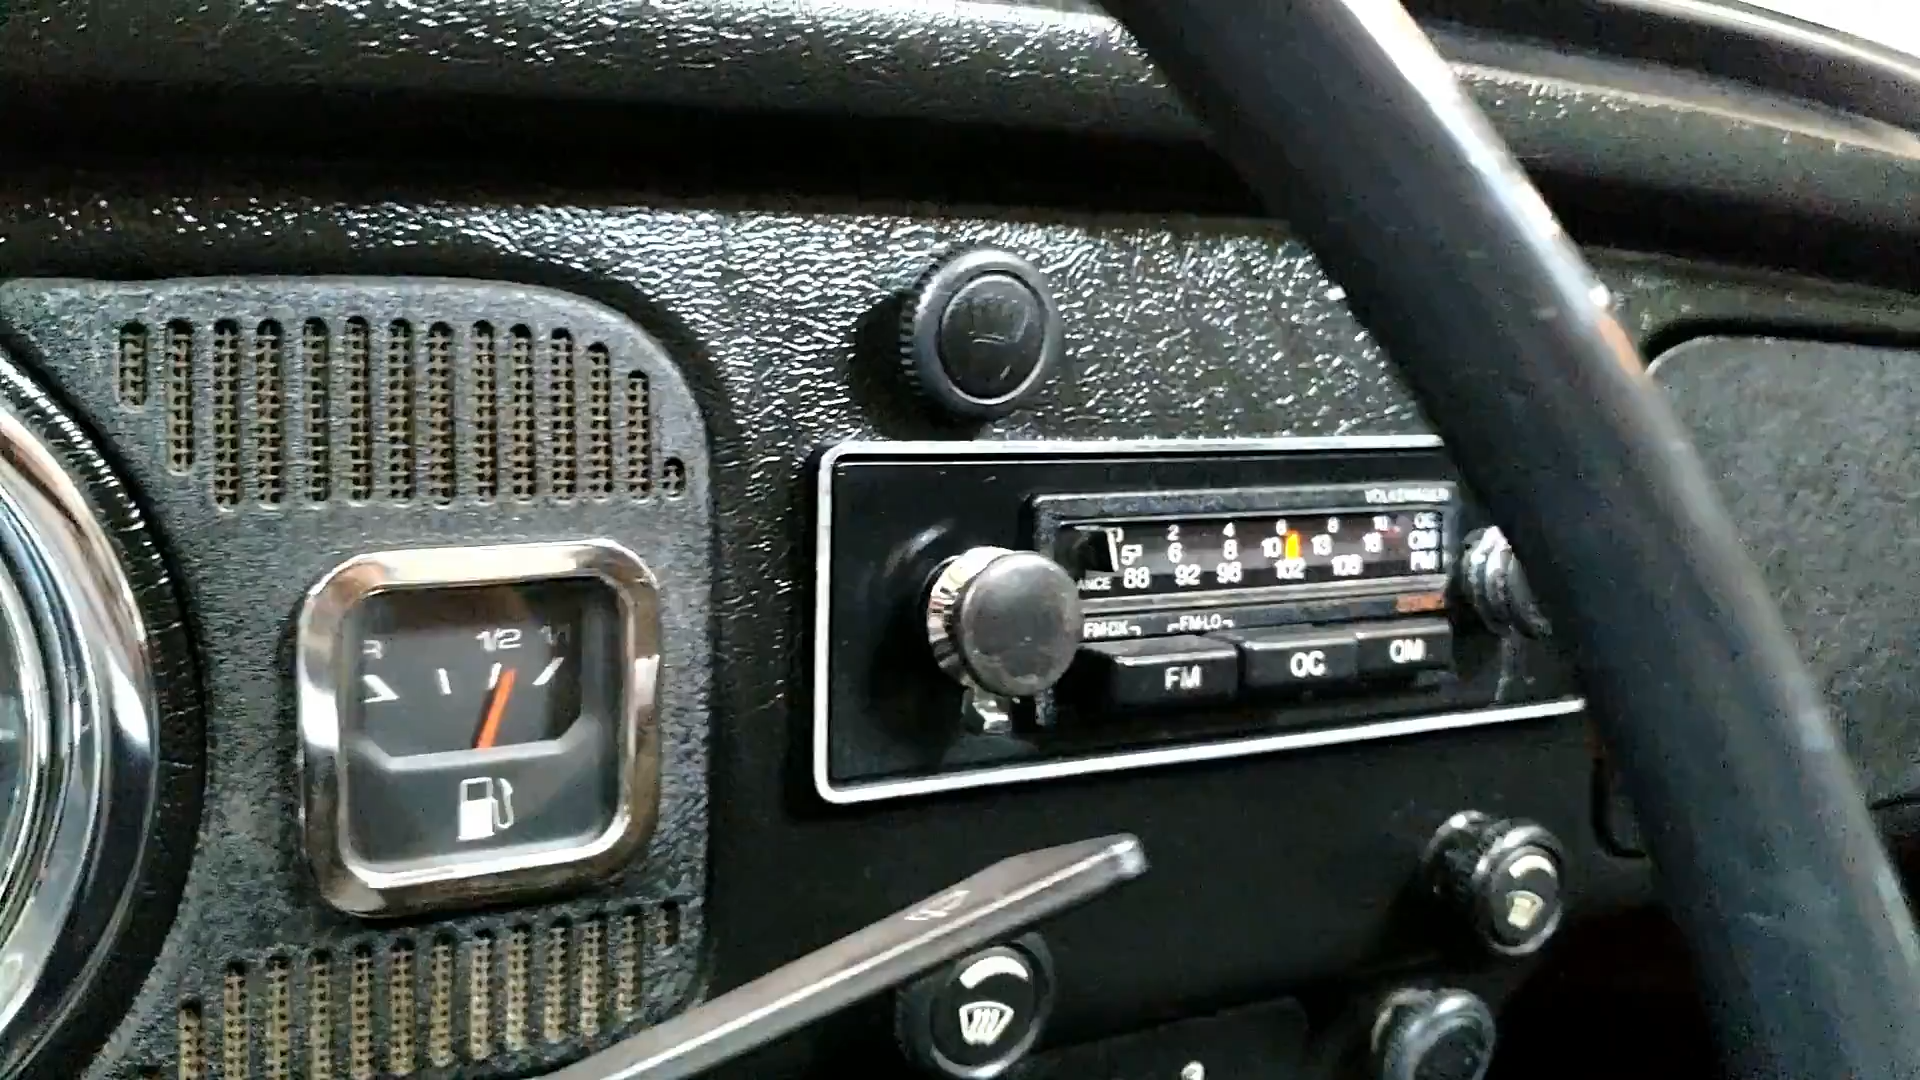 VOLKSWAGEN
2 4 6 8 10 OC
5 6 8 10 13 16 OM
88 92 96 102 108 FM
FM-DX FM-LO
FM OC OM
R 1/2 1/1